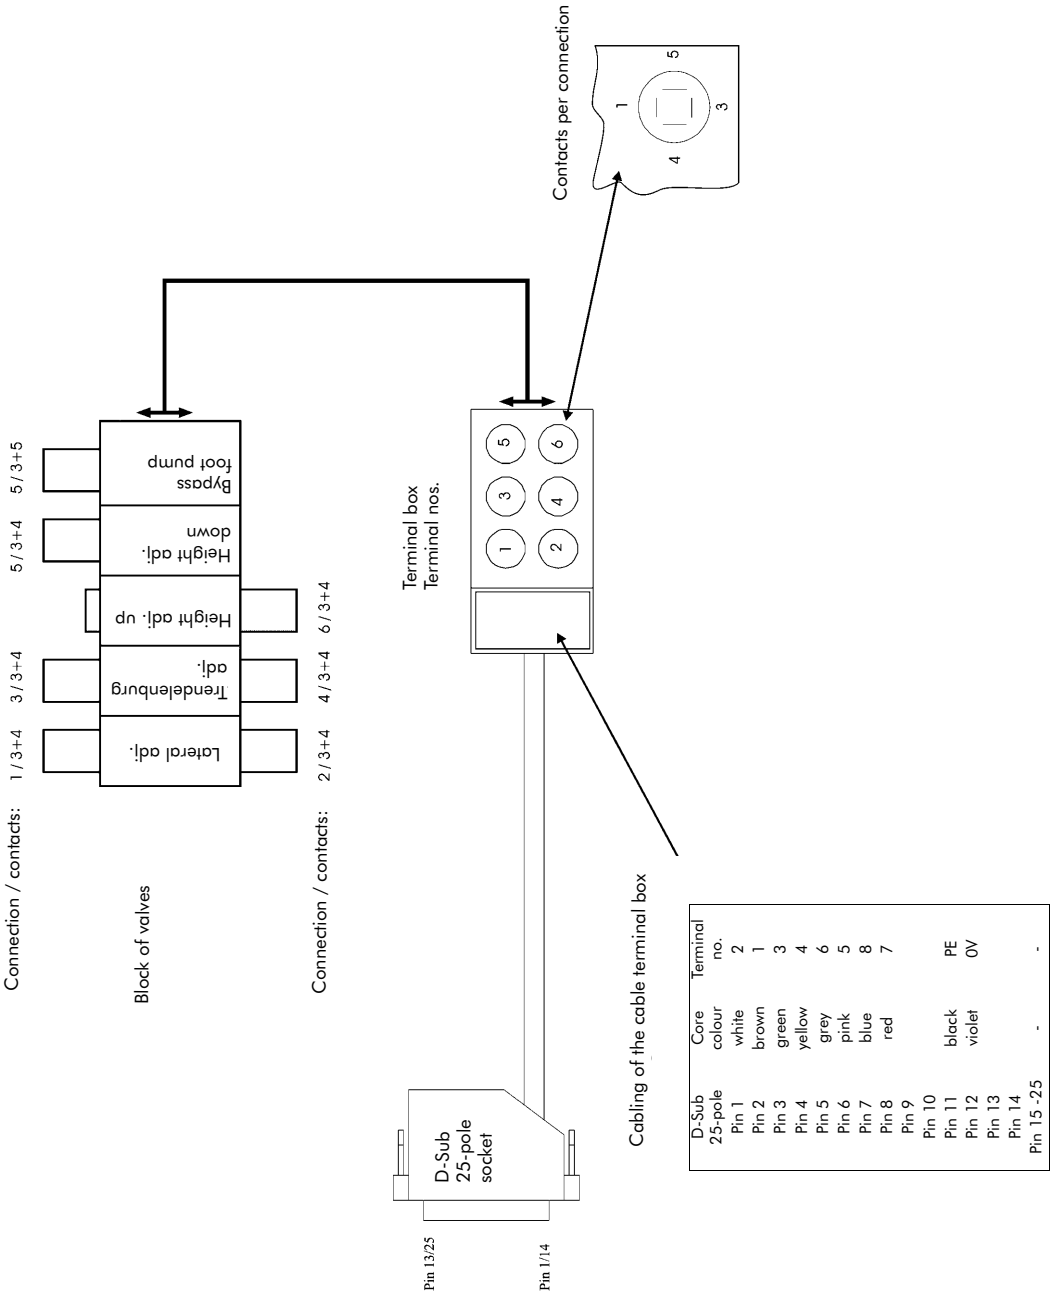 Connection / contacts:
1 / 3+4
3 / 3+4
5 / 3+4
5 / 3+5
Block of valves
Lateral adj.
Trendelenburg
adj.
Height adj. up
Height adj.
down
Bypass
foot pump
Connection / contacts:
2 / 3+4
4 / 3+4
6 / 3+4
Terminal box
Terminal nos.
1
3
5
2
4
6
Contacts per connection
1
5
4
3
Pin 13/25
Pin 1/14
D-Sub
25-pole
socket
Cabling of the cable terminal box
D-Sub Core Terminal
25-pole colour no.
Pin 1 white 2
Pin 2 brown 1
Pin 3 green 3
Pin 4 yellow 4
Pin 5 grey 6
Pin 6 pink 5
Pin 7 blue 8
Pin 8 red 7
Pin 9
Pin 10
Pin 11 black PE
Pin 12 violet 0V
Pin 13
Pin 14
Pin 15 -25 - -